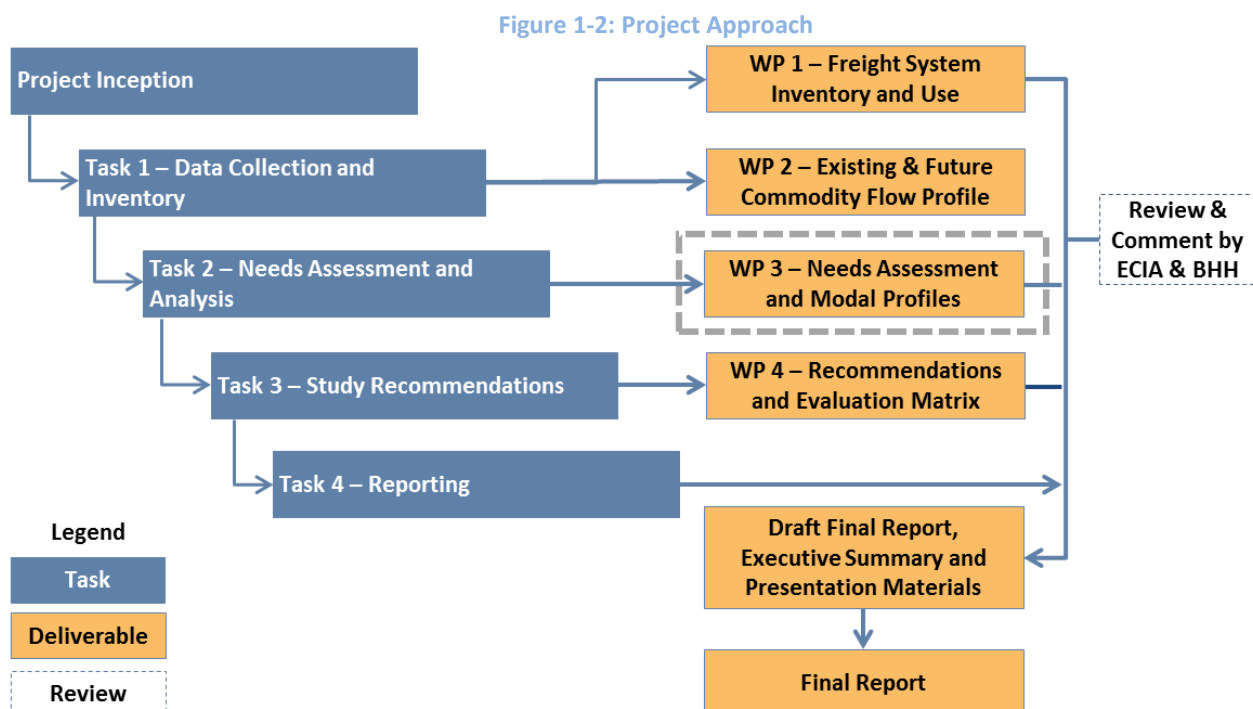 Figure 1-2: Project Approach
Project Inception
WP 1 – Freight System
Inventory and Use
Task 1 – Data Collection and
Inventory
WP 2 – Existing & Future
Commodity Flow Profile
Review &
Comment by
ECIA & BHH
Task 2 – Needs Assessment and
Analysis
WP 3 – Needs Assessment
and Modal Profiles
Task 3 – Study Recommendations
WP 4 – Recommendations
and Evaluation Matrix
Task 4 – Reporting
Draft Final Report,
Executive Summary and
Presentation Materials
Final Report
Legend
Task
Deliverable
Review